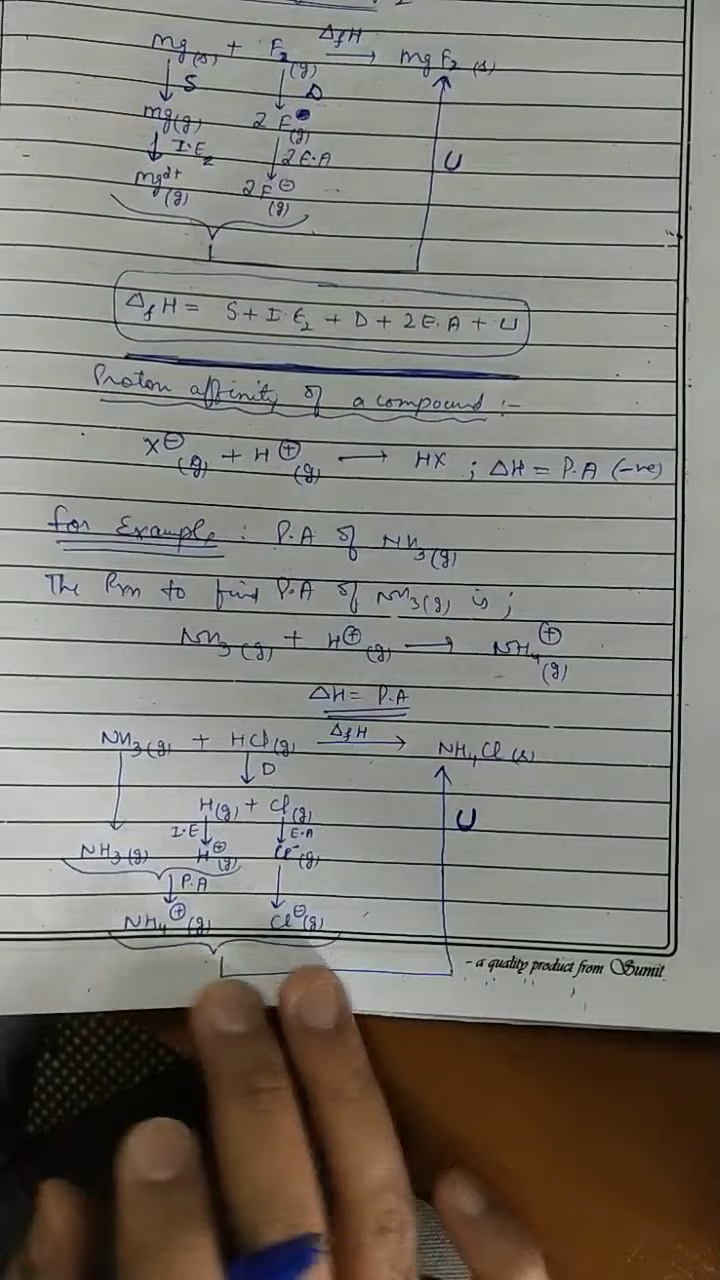 Mg(s) + F₂(g) →ΔfH MgF₂(s)
↓ S ↓ D
Mg(g) 2F(g)
↓ I.E₂ ↓ 2E.A U
Mg²⁺(g) 2F⊖(g)
ΔfH = S + I.E₂ + D + 2E.A + U
Proton affinity of a compound :-
X⊖(g) + H⊕(g) → HX ; ΔH = P.A (-ve)
for Example : P.A of NH₃(g)
The Rxn to find P.A of NH₃(g) is ;
NH₃(g) + H⊕(g) → NH₄⊕(g)
ΔH = P.A
NH₃(g) + HCl(g) →ΔfH NH₄Cl(s)
↓ D
H(g) + Cl(g)
I.E ↓ ↓ E.A U
NH₃(g) H⊕(g) Cl⁻(g)
↓ P.A ↓
NH₄⊕(g) Cl⊖(g)
- a quality product from Sumit